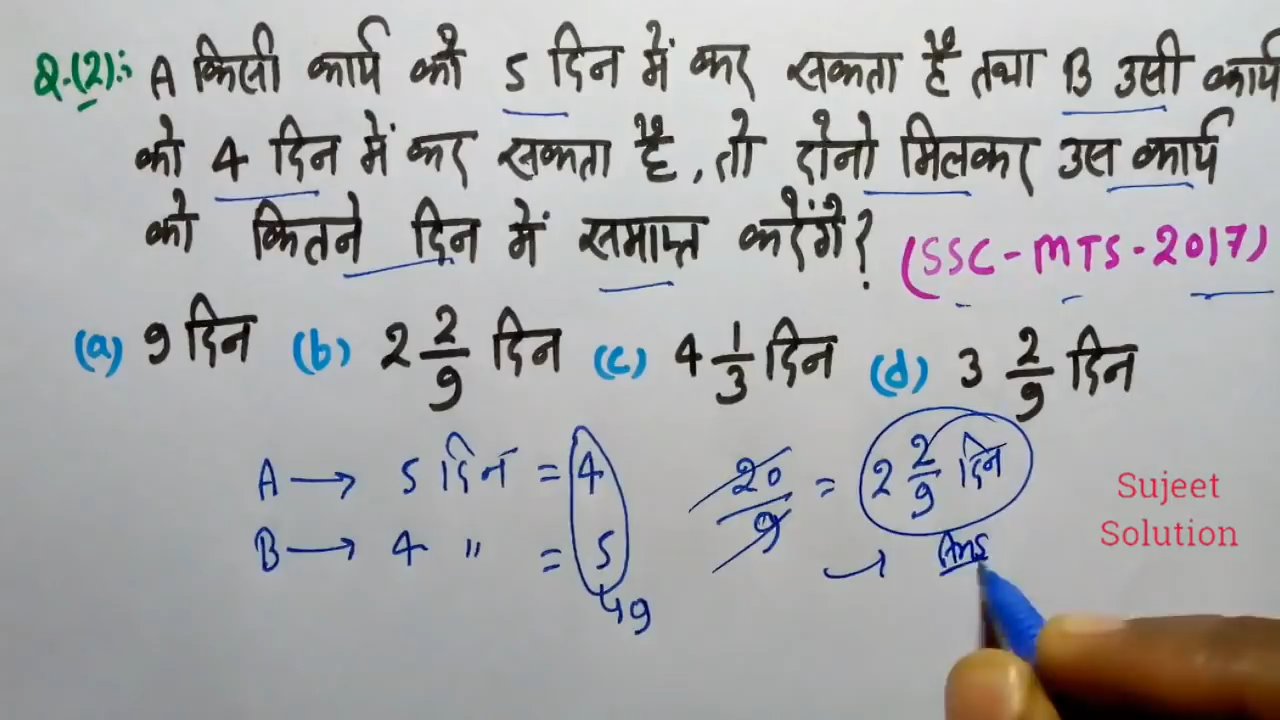 Q.(2):- A किसी कार्य को 5 दिन में कर सकता है तथा B उसी कार्य
को 4 दिन में कर सकता है, तो दोनो मिलकर उस कार्य
को कितने दिन में समाप्त करेंगे?
(SSC-MTS-2017)
(a) 9 दिन (b) 2 2/9 दिन (c) 4 1/3 दिन (d) 3 2/9 दिन
A → 5 दिन = 4
B → 4 " = 5
9
20/9 = 2 2/9 दिन
Ans
Sujeet
Solution